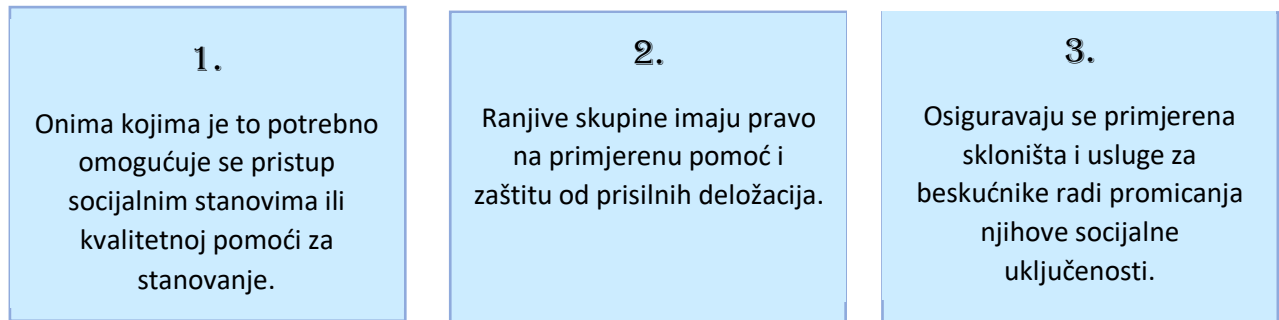 1.
Onima kojima je to potrebno
omogućuje se pristup
socijalnim stanovima ili
kvalitetnoj pomoći za
stanovanje.
2.
Ranjive skupine imaju pravo
na primjerenu pomoć i
zaštitu od prisilnih deložacija.
3.
Osiguravaju se primjerena
skloništa i usluge za
beskućnike radi promicanja
njihove socijalne
uključenosti.